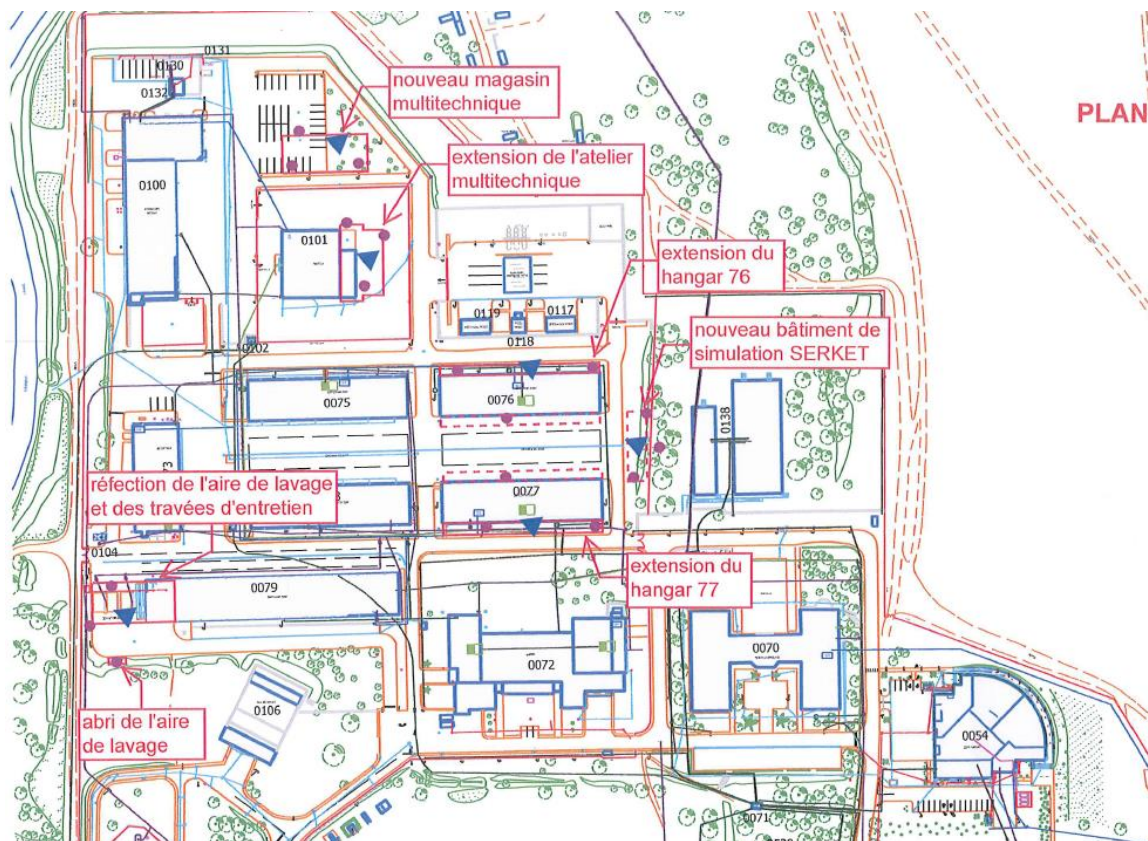 0131
0130
0132
nouveau magasin
multitechnique
PLAN
extension de l'atelier
multitechnique
0100
0101
extension du
hangar 76
0119
0117
0118
nouveau bâtiment de
simulation SERKET
0102
0075
0076
0138
réfection de l'aire de lavage
et des travées d'entretien
0077
0104
extension du
hangar 77
0079
0072
0070
0106
abri de l'aire
de lavage
0054
0071